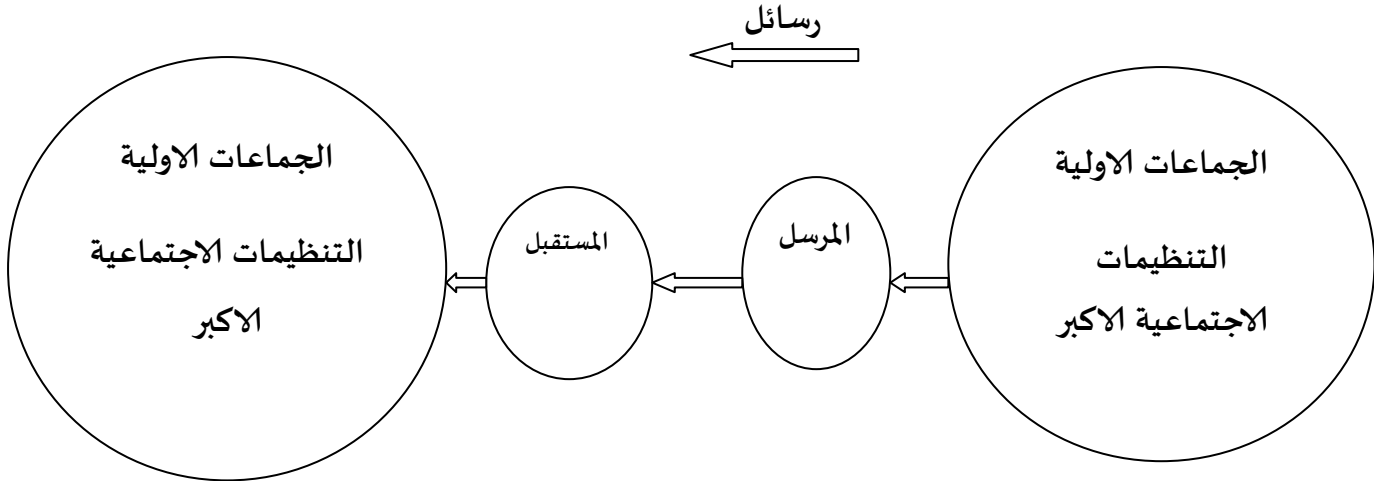 رسائل
الجماعات الاولية
التنظيمات
الاجتماعية الاكبر
المرسل
المستقبل
الجماعات الاولية
التنظيمات الاجتماعية
الاكبر